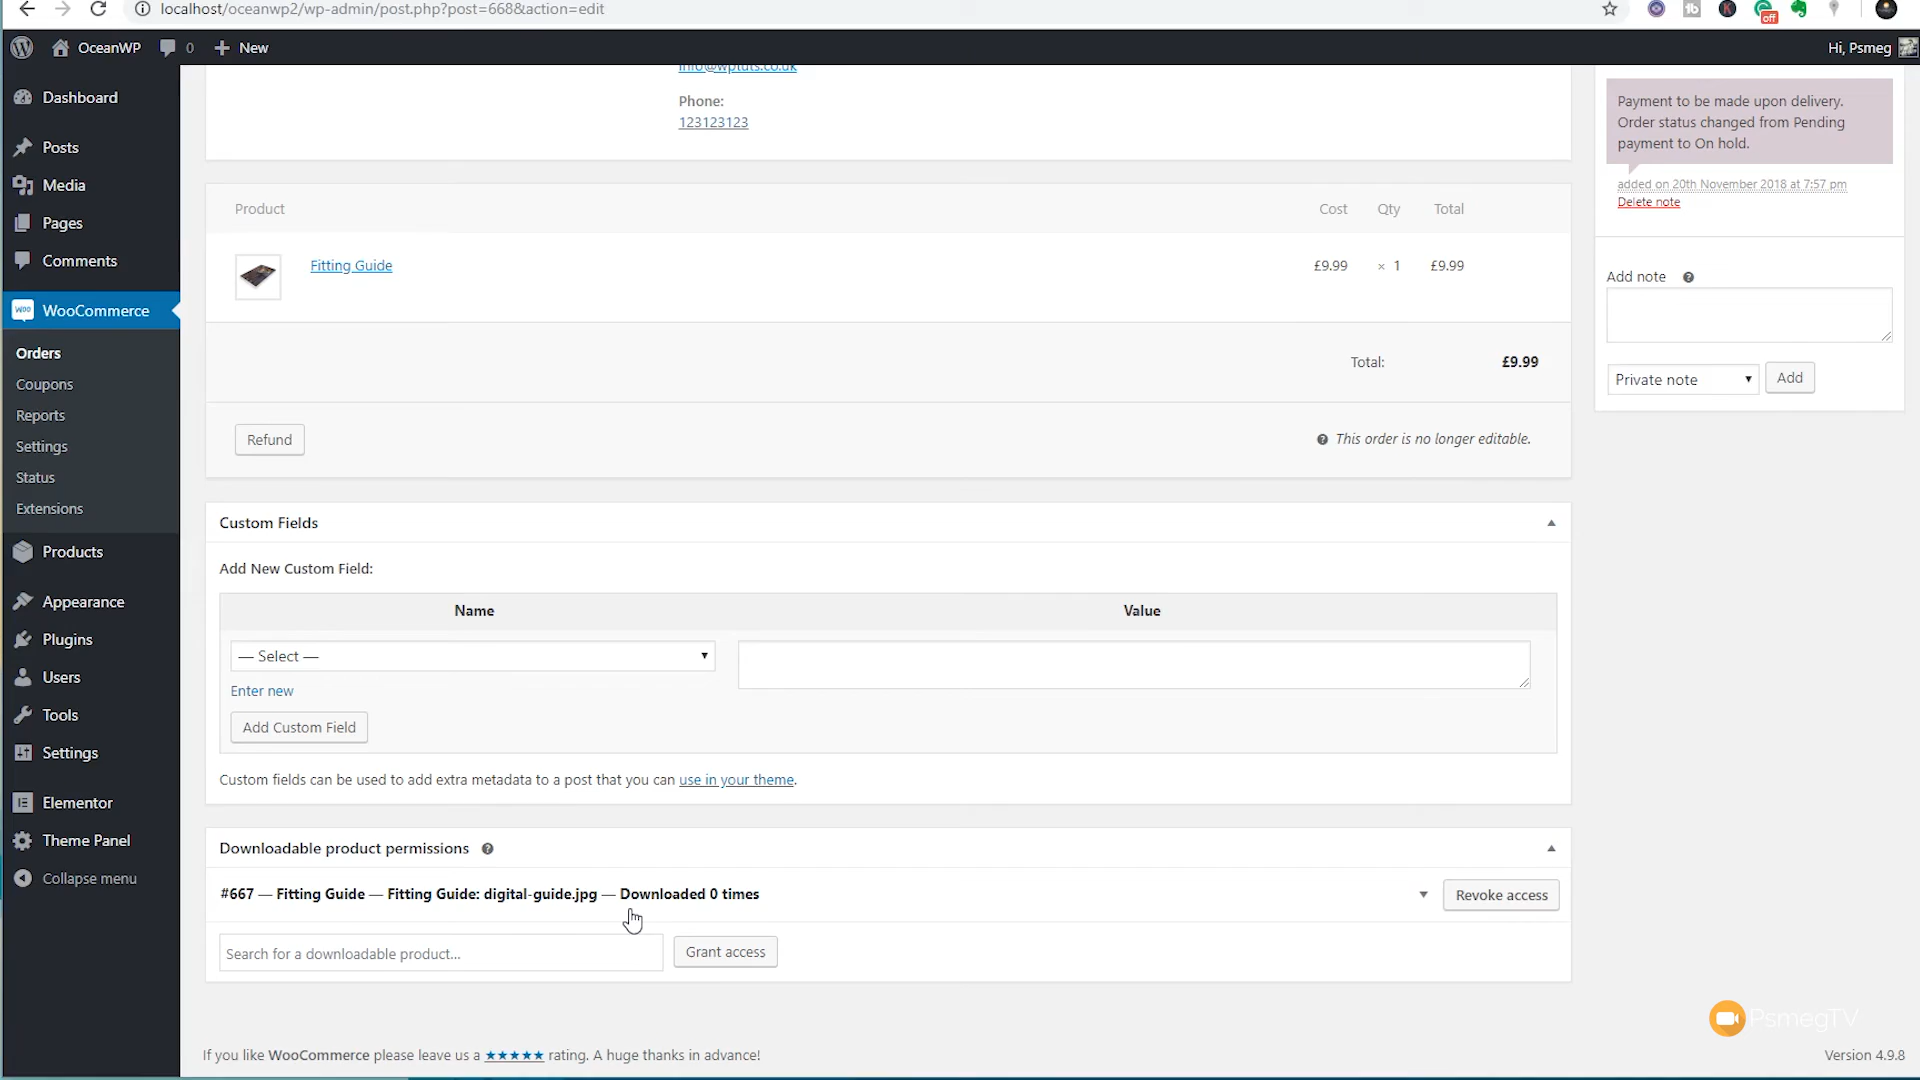 localhost/oceanwp2/wp-admin/post.php?post=668&action=edit
off
OceanWP 0 New
Hi, Psmeg
Dashboard
Posts
Media
Pages
Comments
WooCommerce
Orders
Coupons
Reports
Settings
Status
Extensions
Products
Appearance
Plugins
Users
Tools
Settings
Elementor
Theme Panel
Collapse menu
info@wptuts.co.uk
Phone:
123123123
Product Cost Qty Total
Fitting Guide £9.99 × 1 £9.99
Total: £9.99
Refund
This order is no longer editable.
Custom Fields
Add New Custom Field:
Name Value
— Select —
Enter new
Add Custom Field
Custom fields can be used to add extra metadata to a post that you can use in your theme.
Downloadable product permissions
#667 — Fitting Guide — Fitting Guide: digital-guide.jpg — Downloaded 0 times
Revoke access
Search for a downloadable product...
Grant access
If you like WooCommerce please leave us a ★★★★★ rating. A huge thanks in advance!
Payment to be made upon delivery.
Order status changed from Pending
payment to On hold.
added on 20th November 2018 at 7:57 pm
Delete note
Add note
Private note
Add
PsmegTV
Version 4.9.8